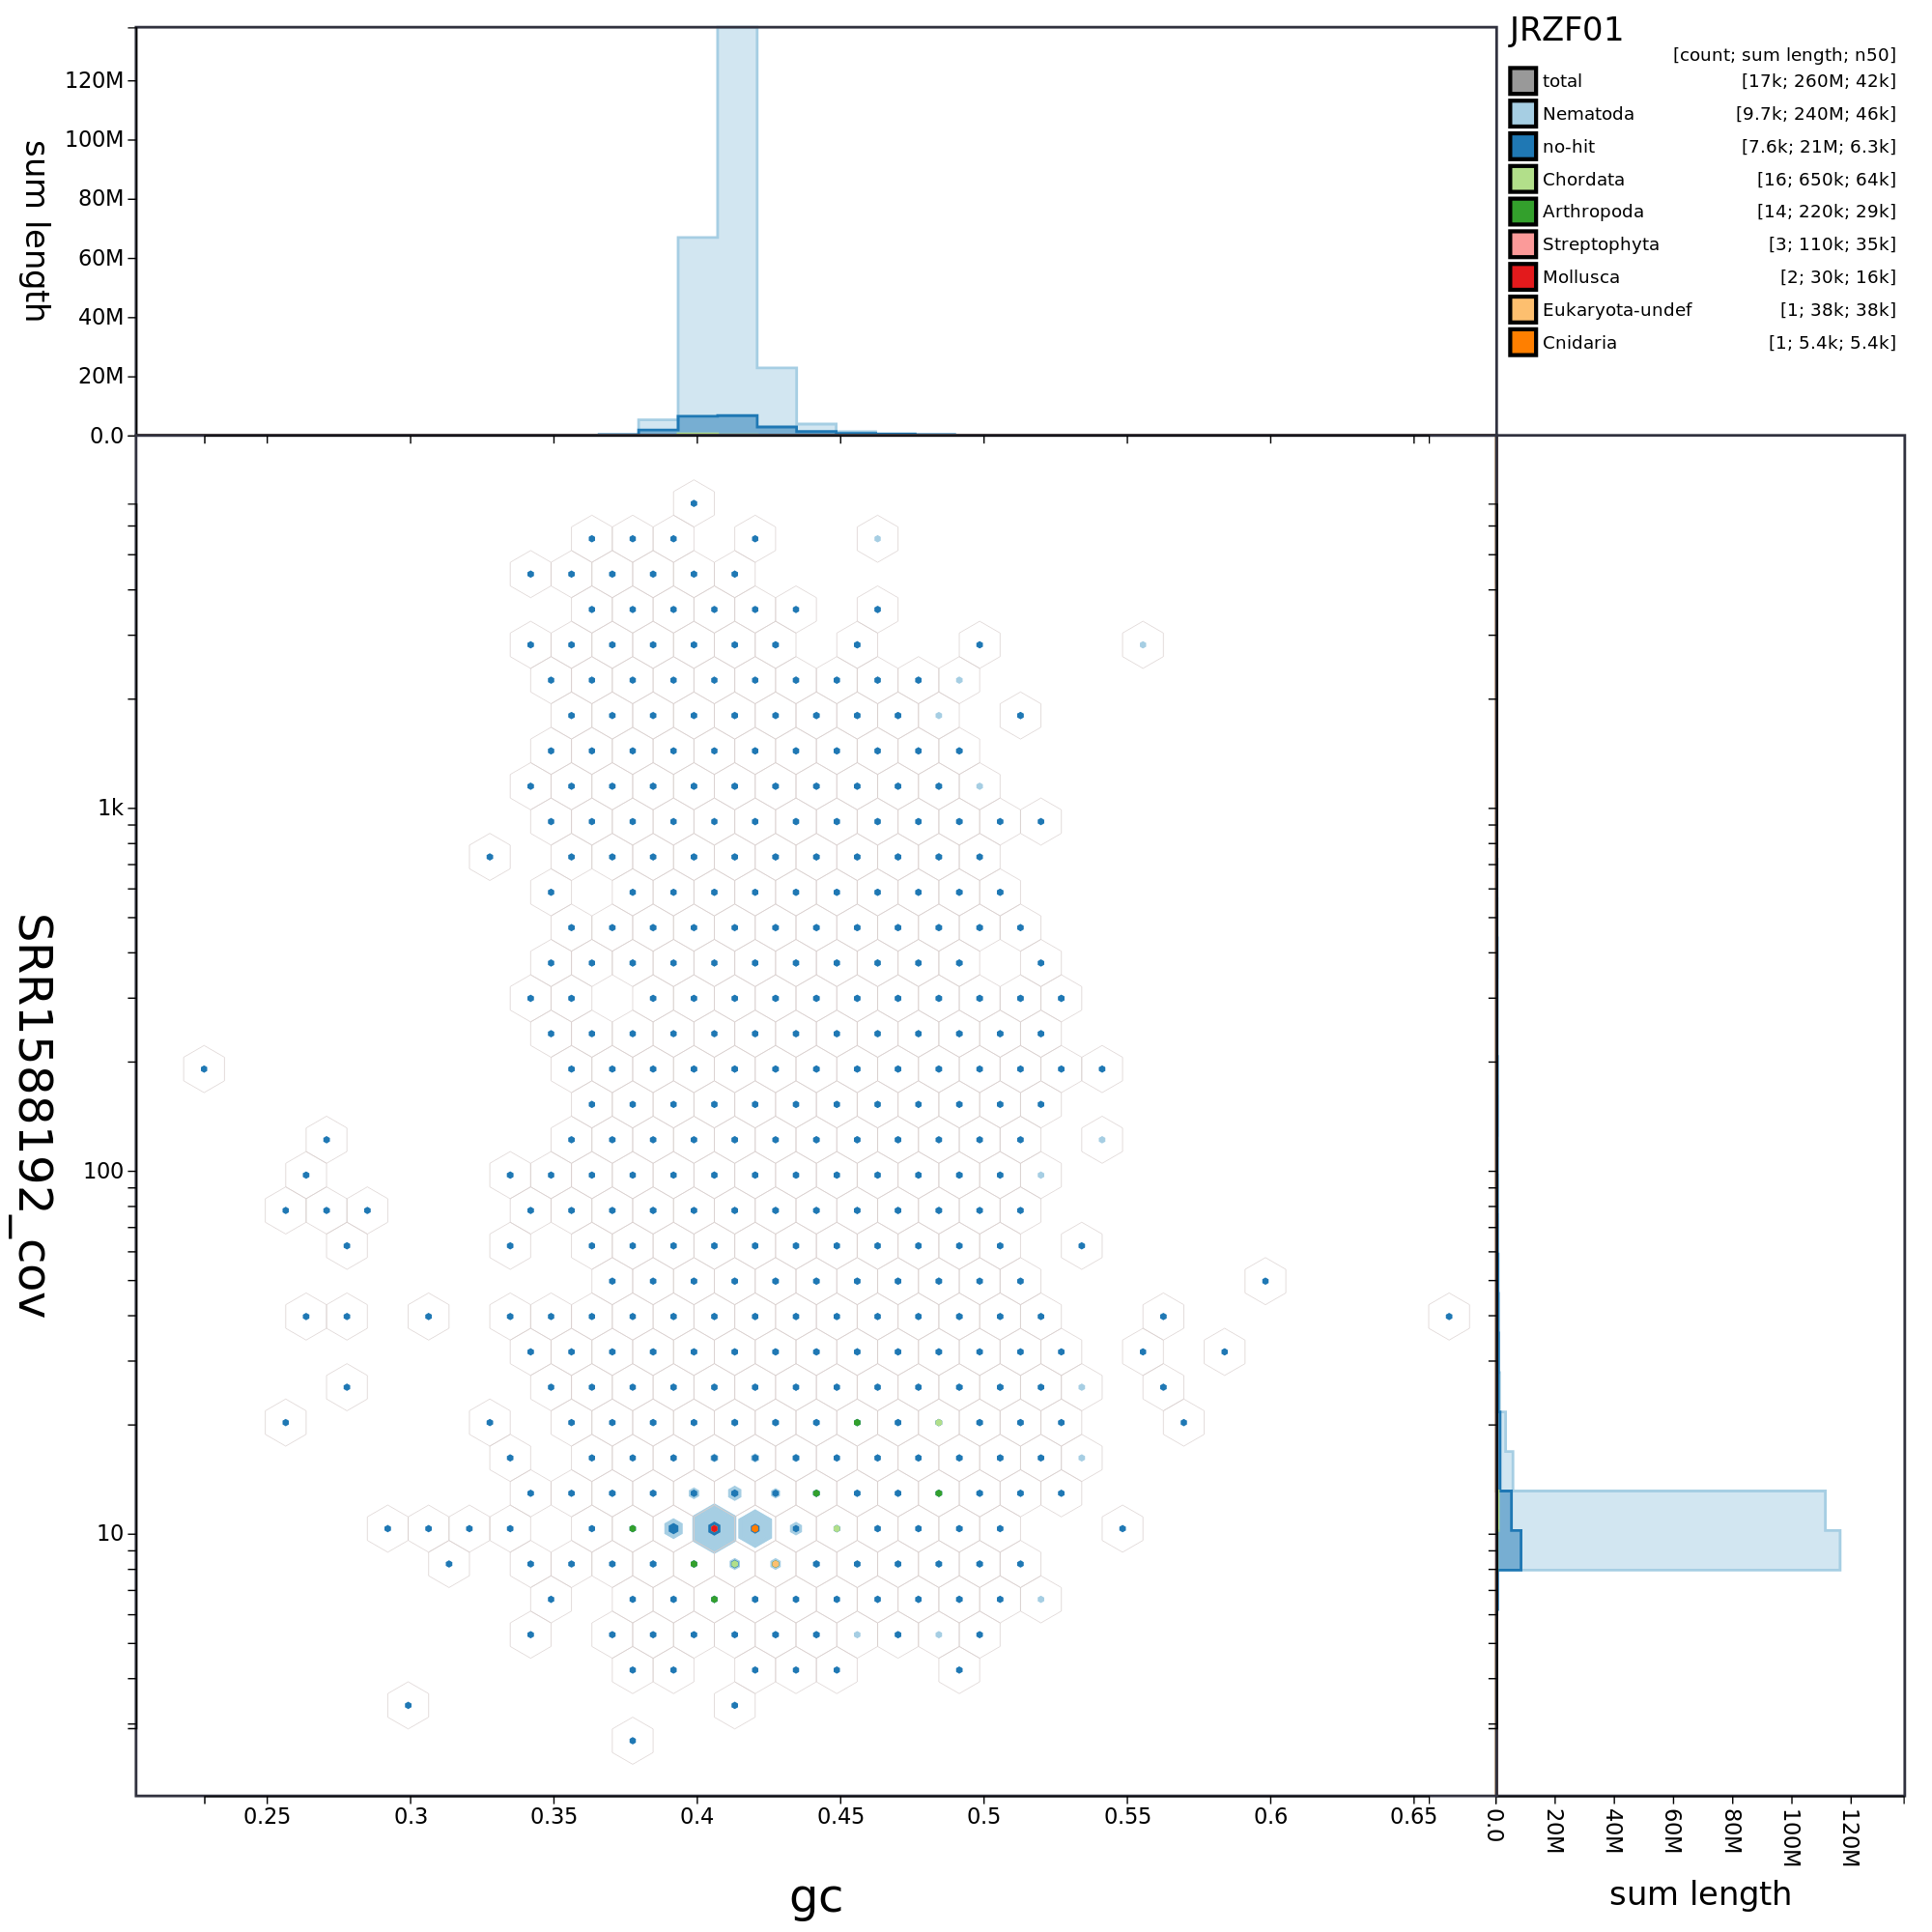 JRZF01
[count; sum length; n50]
total [17k; 260M; 42k]
Nematoda [9.7k; 240M; 46k]
no-hit [7.6k; 21M; 6.3k]
Chordata [16; 650k; 64k]
Arthropoda [14; 220k; 29k]
Streptophyta [3; 110k; 35k]
Mollusca [2; 30k; 16k]
Eukaryota-undef [1; 38k; 38k]
Cnidaria [1; 5.4k; 5.4k]
sum length
120M
100M
80M
60M
40M
20M
0.0
SRR1588192_cov
1k
100
10
0.25 0.3 0.35 0.4 0.45 0.5 0.55 0.6 0.65
gc
0.0 20M 40M 60M 80M 100M 120M
sum length